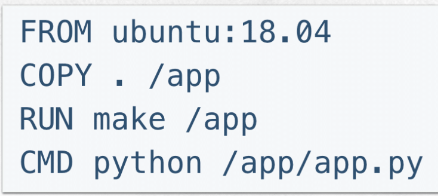 FROM ubuntu:18.04
COPY . /app
RUN make /app
CMD python /app/app.py